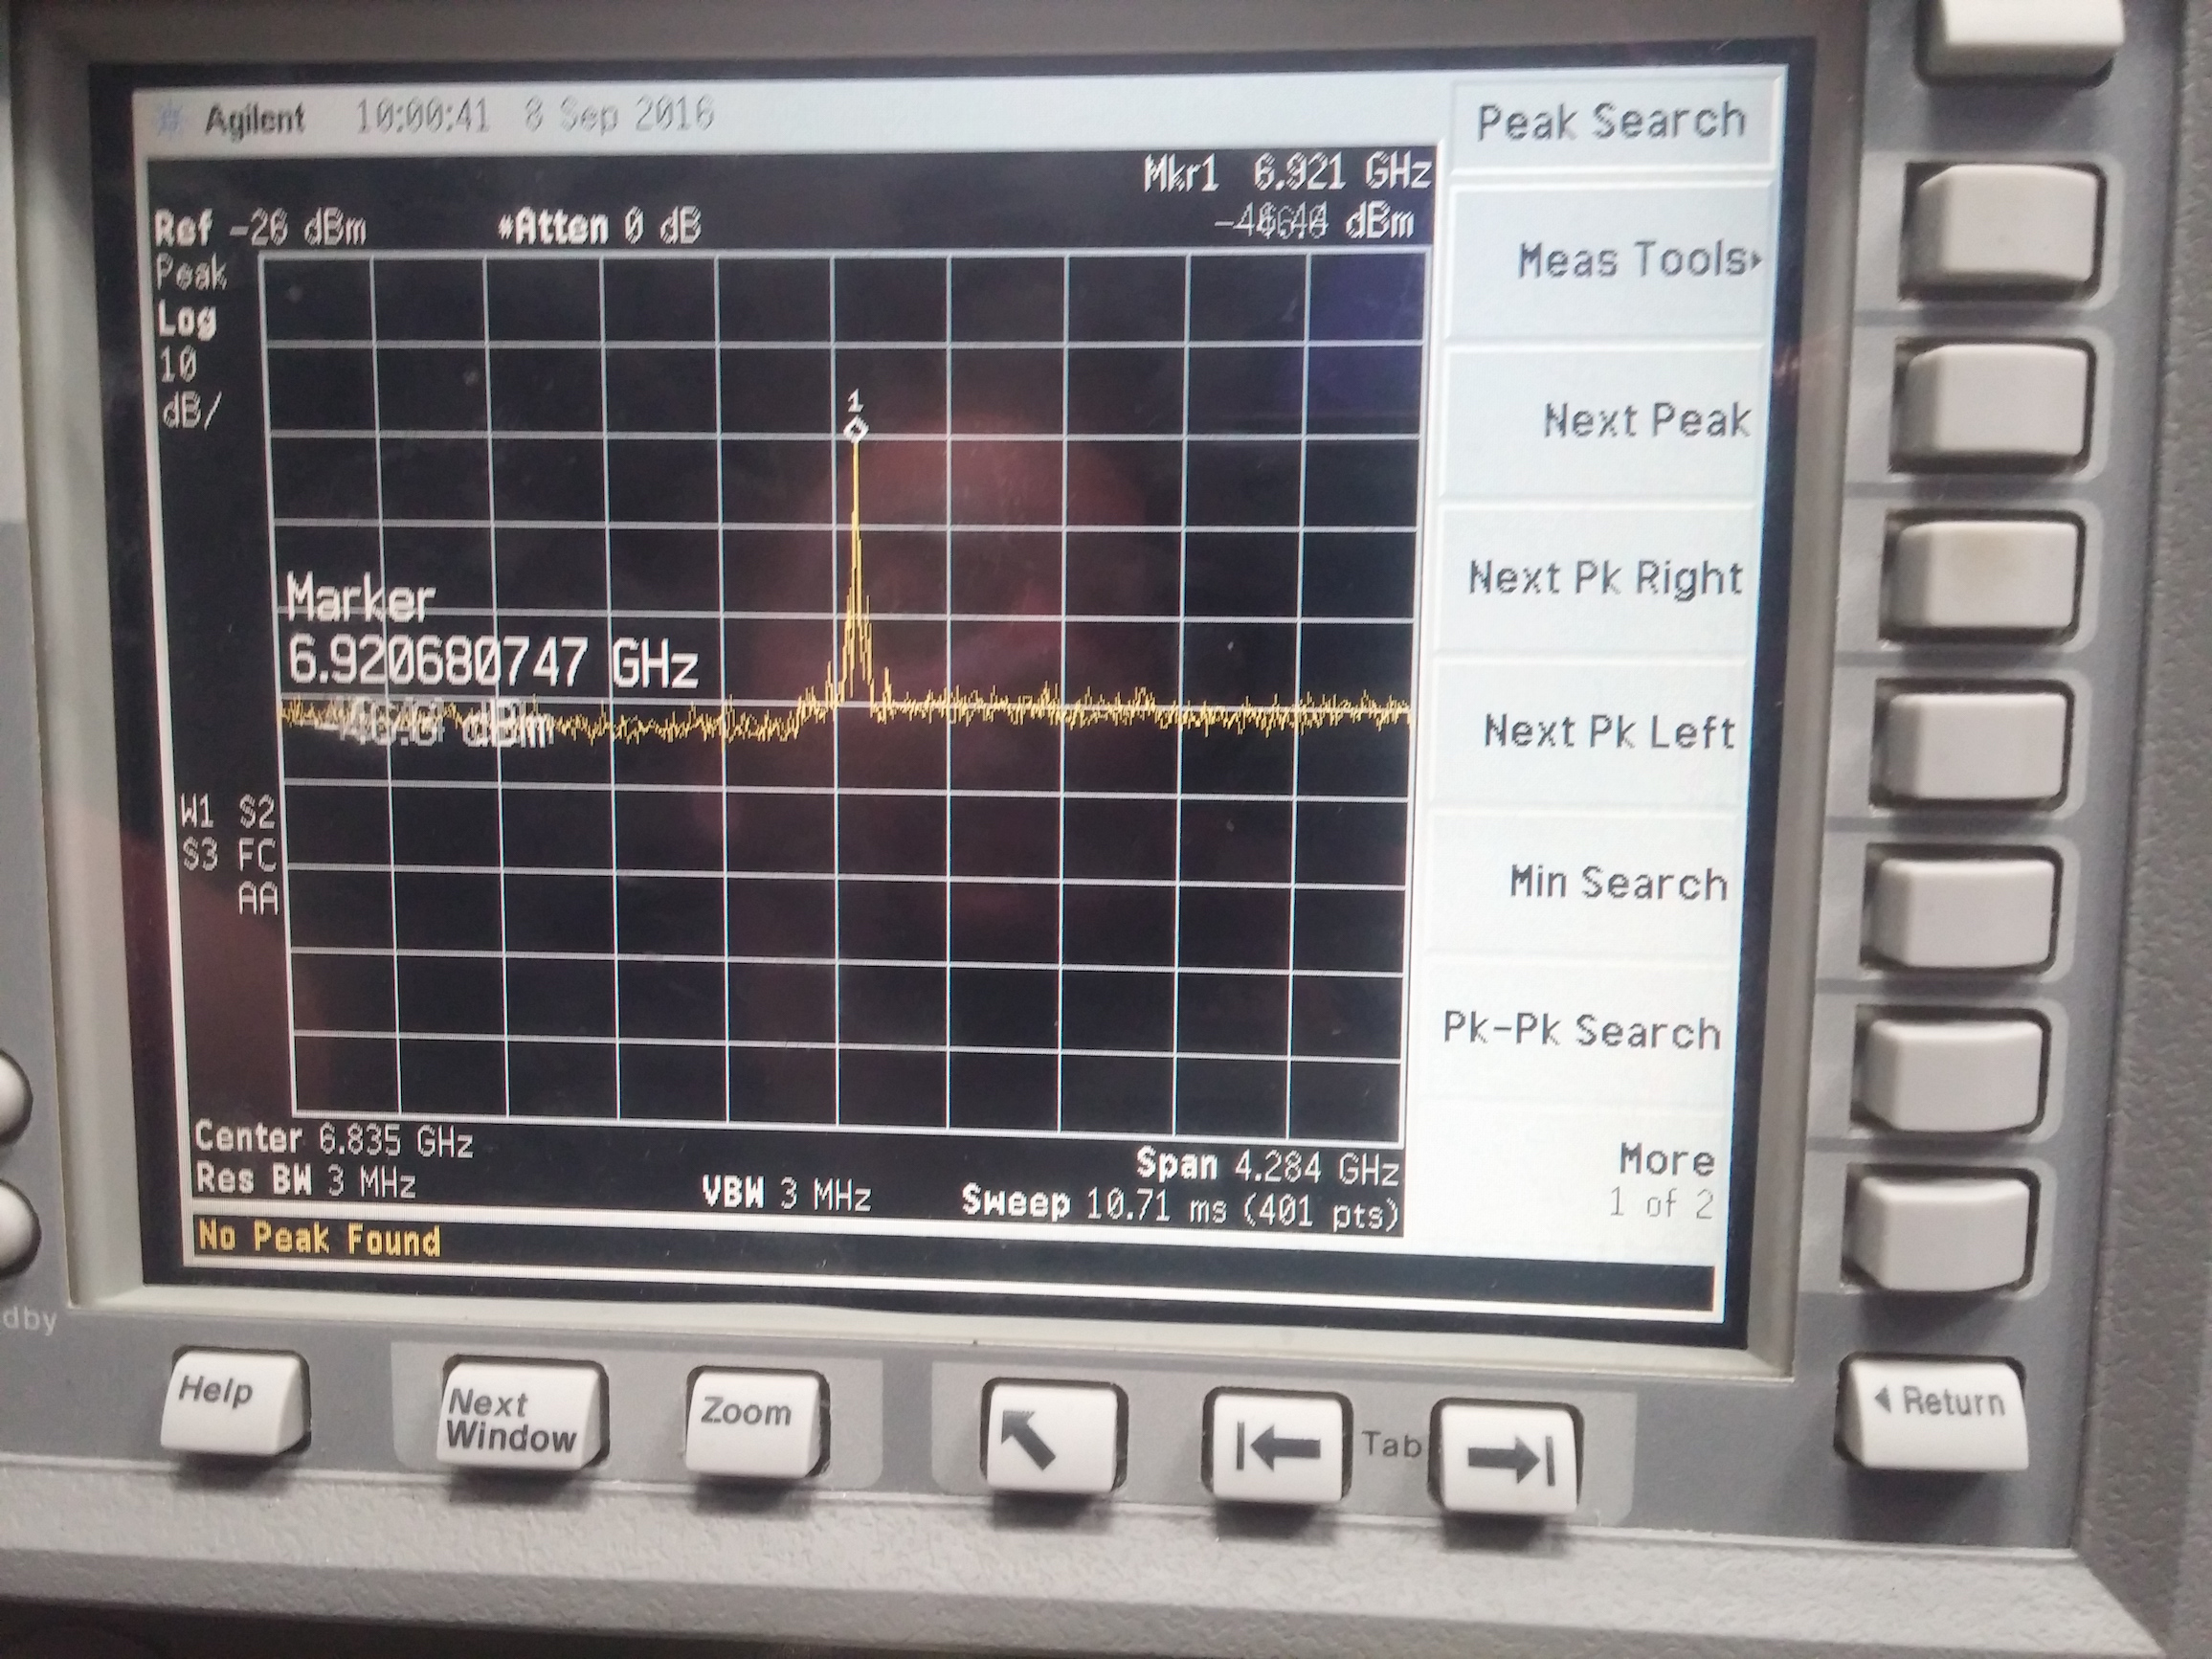 Agilent 10:00:41 8 Sep 2016
Peak Search
Mkr1 6.921 GHz
Ref -26 dBm #Atten 0 dB dBm
Peak
Log
10
dB/
1
Marker
6.920680747 GHz
dBm
W1 S2
S3 FC
AA
Center 6.835 GHz
Span 4.284 GHz
Res BW 3 MHz VBW 3 MHz Sweep 10.71 ms (401 pts)
No Peak Found
Meas Tools
Next Peak
Next Pk Right
Next Pk Left
Min Search
Pk-Pk Search
More
1 of 2
dby
Help
Next
Window
Zoom
Tab
Return